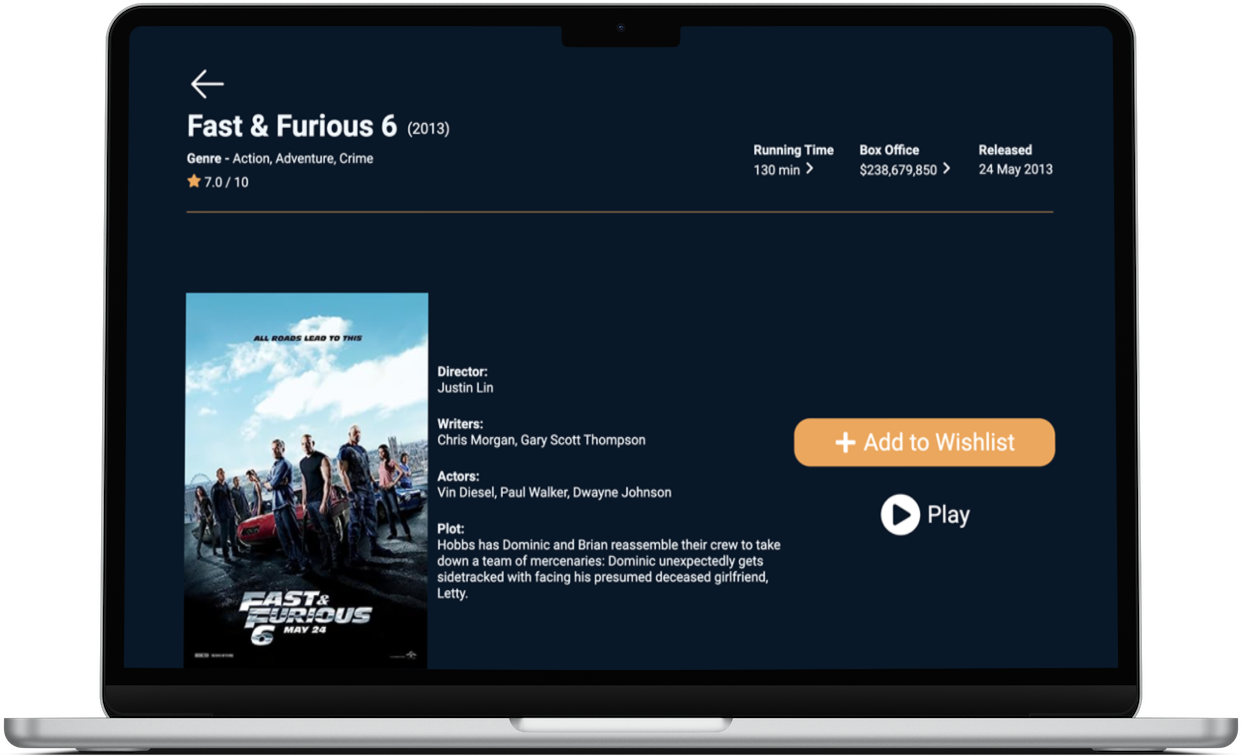 Fast & Furious 6 (2013)
Genre - Action, Adventure, Crime
7.0 / 10
Running Time
130 min
Box Office
$238,679,850
Released
24 May 2013
ALL ROADS LEAD TO THIS
FAST &
FURIOUS
6 MAY 24
Director:
Justin Lin
Writers:
Chris Morgan, Gary Scott Thompson
Actors:
Vin Diesel, Paul Walker, Dwayne Johnson
Plot:
Hobbs has Dominic and Brian reassemble their crew to take
down a team of mercenaries: Dominic unexpectedly gets
sidetracked with facing his presumed deceased girlfriend,
Letty.
Add to Wishlist
Play